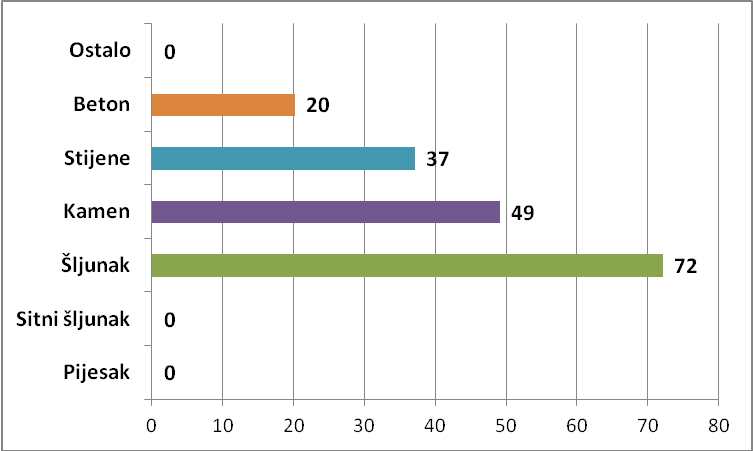 Ostalo 0
Beton 20
Stijene 37
Kamen 49
Šljunak 72
Sitni šljunak 0
Pijesak 0
0 10 20 30 40 50 60 70 80